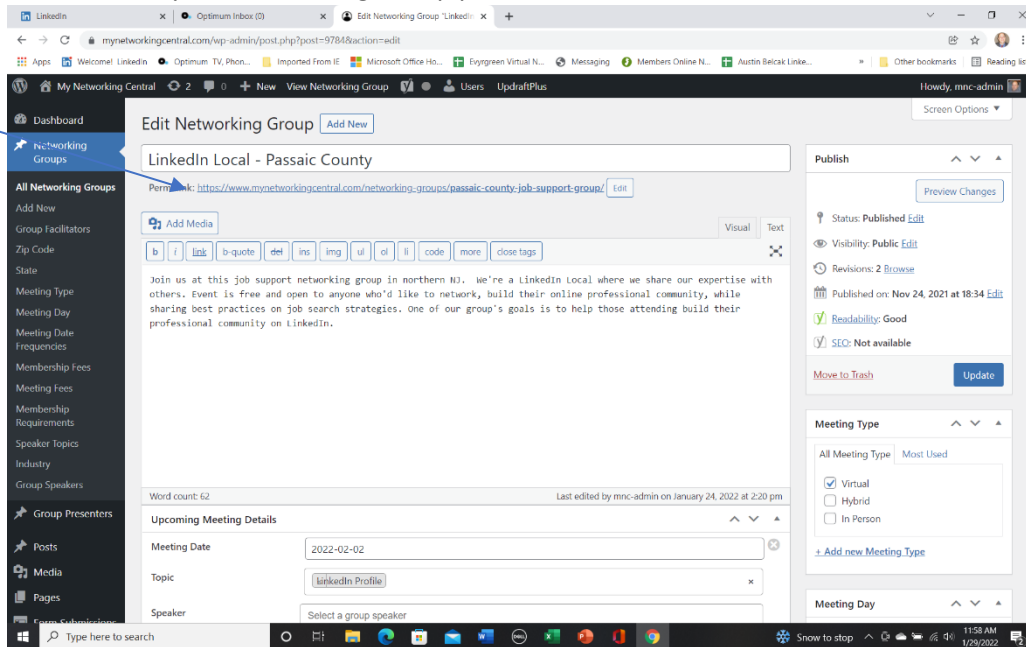 LinkedIn
Optimum Inbox (0)
Edit Networking Group "LinkedIn
mynetworkingcentral.com/wp-admin/post.php?post=9784&action=edit
Apps Welcome! Linkedin Optimum TV, Phon... Imported From IE Microsoft Office Ho... Evyrgreen Virtual N... Messaging Members Online N... Austin Belcak Linke... » Other bookmarks Reading lis
My Networking Central 2 0 + New View Networking Group Users UpdraftPlus Howdy, mnc-admin
Screen Options ▼
Dashboard
Networking
Groups
All Networking Groups
Add New
Group Facilitators
Zip Code
State
Meeting Type
Meeting Day
Meeting Date
Frequencies
Membership Fees
Meeting Fees
Membership
Requirements
Speaker Topics
Industry
Group Speakers
Group Presenters
Posts
Media
Pages
Form Submissions
Edit Networking Group Add New
LinkedIn Local - Passaic County
Permalink: https://www.mynetworkingcentral.com/networking-groups/passaic-county-job-support-group/ Edit
Add Media
Visual Text
b i link b-quote del ins img ul ol li code more close tags
Join us at this job support networking group in northern NJ. We're a LinkedIn Local where we share our expertise with
others. Event is free and open to anyone who'd like to network, build their online professional community, while
sharing best practices on job search strategies. One of our group's goals is to help those attending build their
professional community on LinkedIn.
Word count: 62 Last edited by mnc-admin on January 24, 2022 at 2:20 pm
Upcoming Meeting Details
Meeting Date 2022-02-02
Topic LinkedIn Profile ×
Speaker Select a group speaker
Publish
Preview Changes
Status: Published Edit
Visibility: Public Edit
Revisions: 2 Browse
Published on: Nov 24, 2021 at 18:34 Edit
Readability: Good
SEO: Not available
Move to Trash Update
Meeting Type
All Meeting Type Most Used
Virtual
Hybrid
In Person
+ Add new Meeting Type
Meeting Day
Type here to search
Snow to stop
11:58 AM
1/29/2022